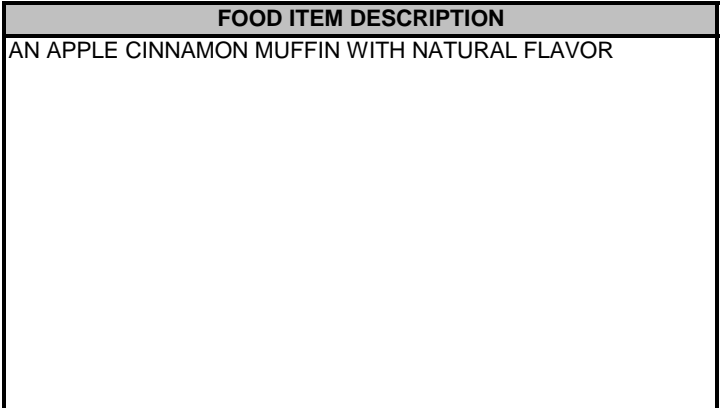 FOOD ITEM DESCRIPTION
AN APPLE CINNAMON MUFFIN WITH NATURAL FLAVOR